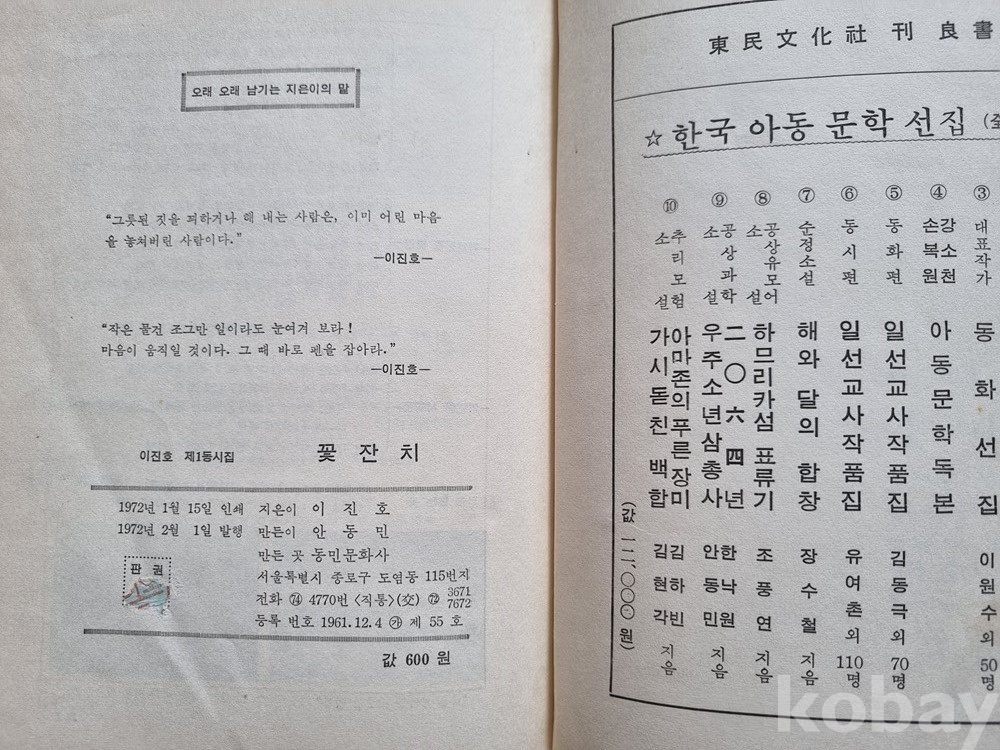 오래 오래 남기는 지은이의 말
“그릇된 짓을 피하거나 해 내는 사람은, 이미 어린 마음
을 놓쳐버린 사람이다.”
—이진호—
“작은 물건 조그만 일이라도 눈여겨 보라!
마음이 움직일 것이다. 그 때 바로 펜을 잡아라.”
—이진호—
이진호 제1동시집 꽃 잔 치
1972년 1월 15일 인쇄 지은이 이 진 호
1972년 2월 1일 발행 만든이 안 동 민
만든 곳 동민문화사
서울특별시 종로구 도염동 115번지
전화 ㉔ 4770번 〈직통〉(交) ㉒ 3671
7672
등록 번호 1961.12.4 ㉮ 제 55 호
판 권
값 600 원
東民文化社 刊 良書
☆ 한국 아동 문학 선집 (全
③ 대표작가 동화선집 이원수 외 50명
④ 강소천 손복원 아동문학독본
⑤ 동화편 일선교사작품집 김동극 외 70명
⑥ 동시편 일선교사작품집 유여촌 외 110명
⑦ 순정소설 해와 달의 합창 장수철 지음
⑧ 공상유모어소설 하므리카섬 표류기 조풍연 지음
⑨ 공상과학소설 二〇六四년 우주소년삼총사 한낙원 안동민 지음
⑩ 추리모험소설 아마존의푸른장미 가시돋친 백합 김하빈 김현각 지음
(값 一二、〇〇〇원)
kobay